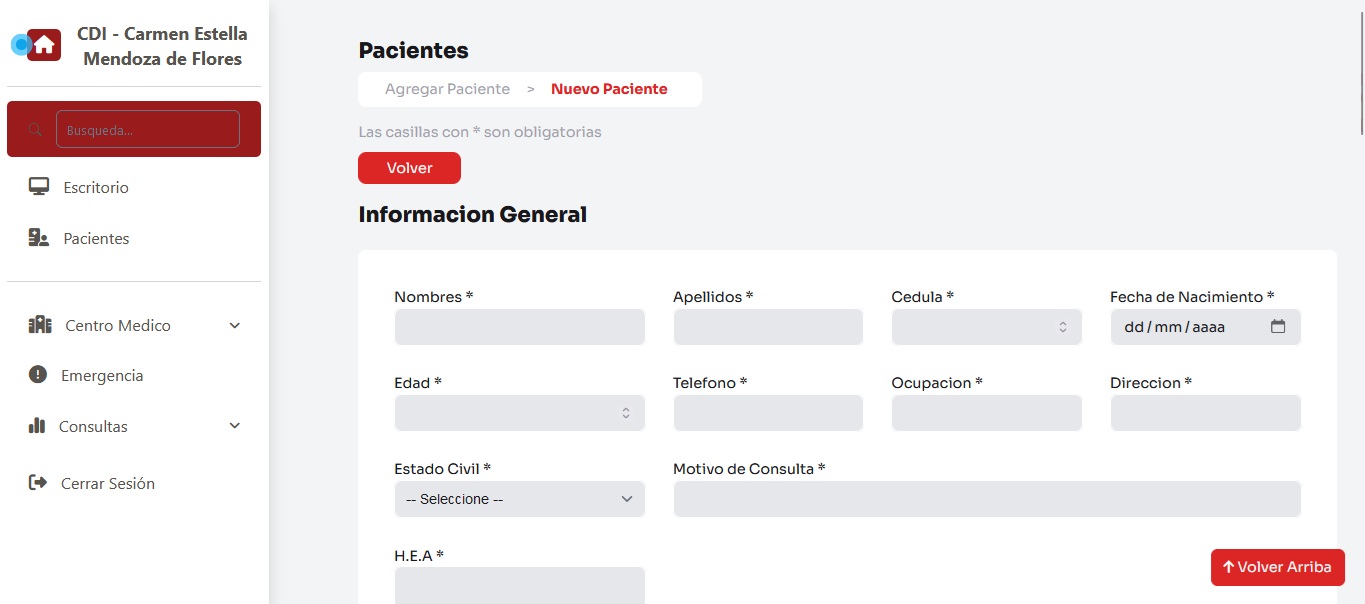 CDI - Carmen Estella
Mendoza de Flores
Busqueda...
Escritorio
Pacientes
Centro Medico
Emergencia
Consultas
Cerrar Sesión
Pacientes
Agregar Paciente > Nuevo Paciente
Las casillas con * son obligatorias
Volver
Informacion General
Nombres * Apellidos * Cedula * Fecha de Nacimiento *
dd/mm/aaaa
Edad * Telefono * Ocupacion * Direccion *
Estado Civil * Motivo de Consulta *
-- Seleccione --
H.E.A *
Volver Arriba